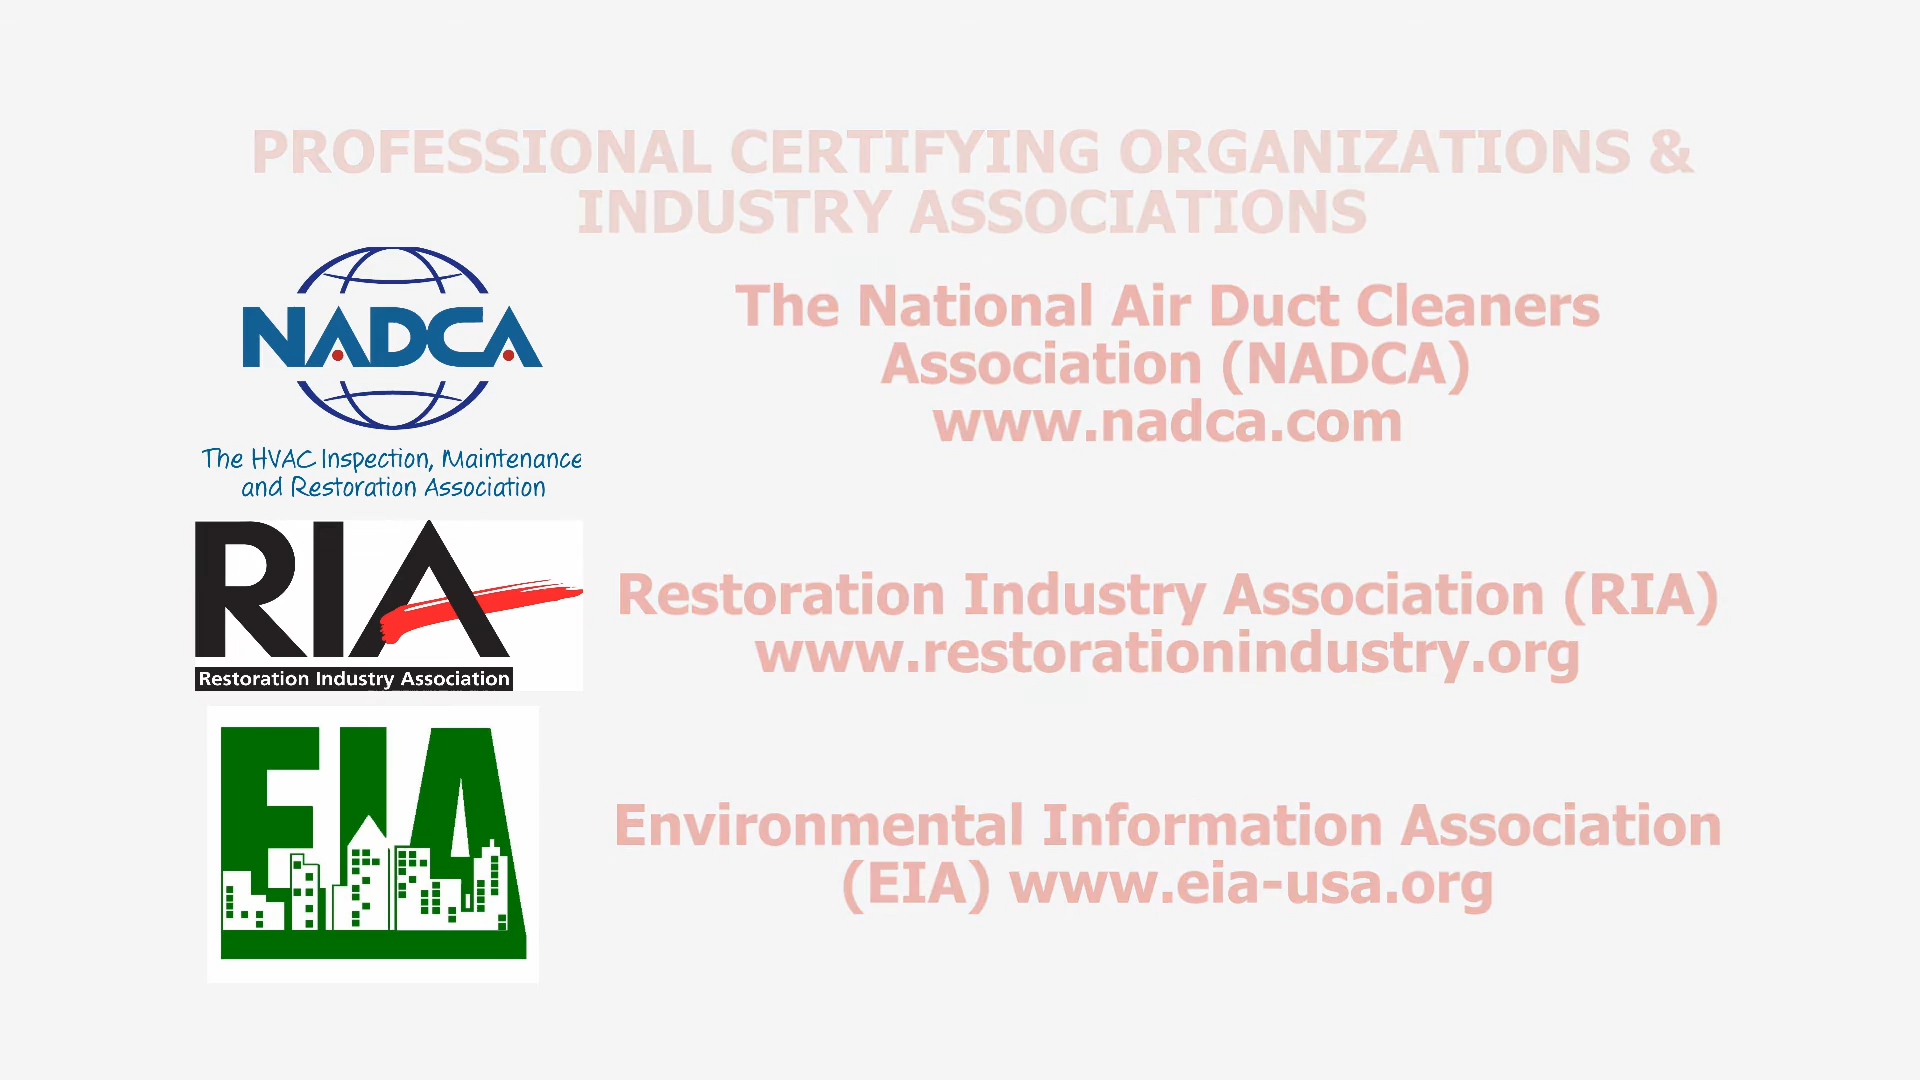 PROFESSIONAL CERTIFYING ORGANIZATIONS &
INDUSTRY ASSOCIATIONS
NADCA
The HVAC Inspection, Maintenance
and Restoration Association
The National Air Duct Cleaners
Association (NADCA)
www.nadca.com
RIA
Restoration Industry Association
Restoration Industry Association (RIA)
www.restorationindustry.org
EIA
Environmental Information Association
(EIA) www.eia-usa.org